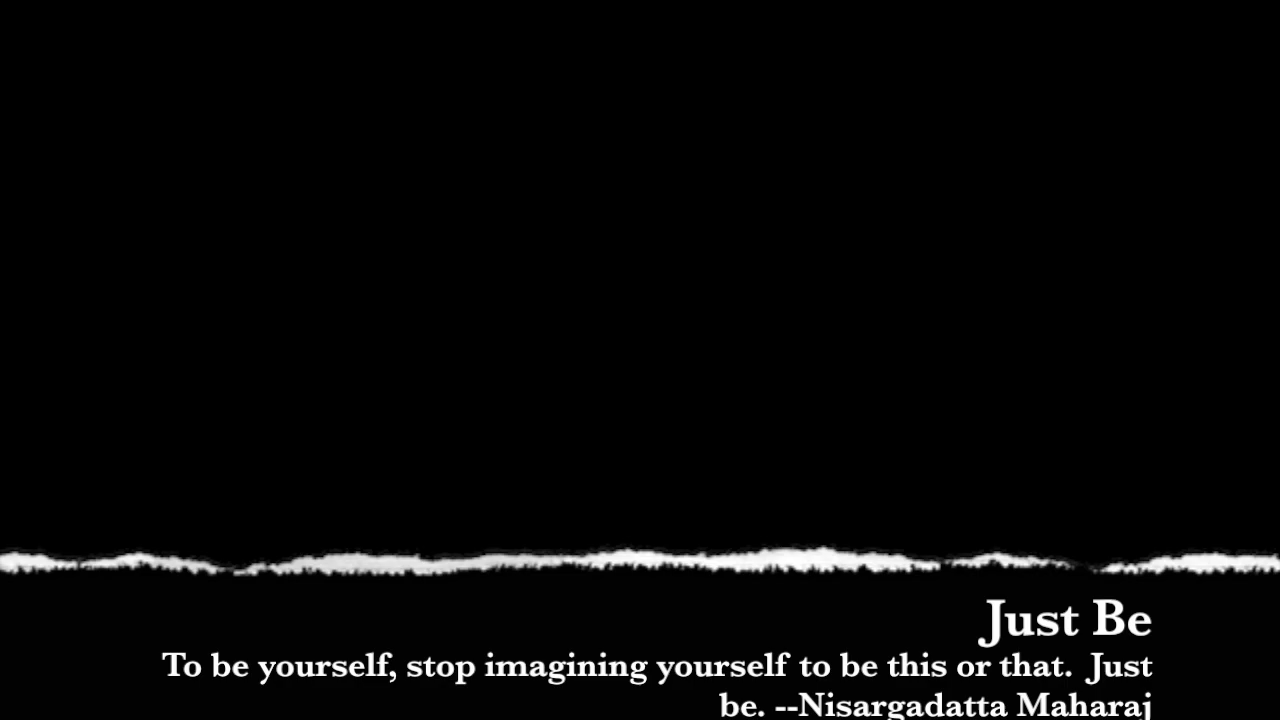 Just Be
To be yourself, stop imagining yourself to be this or that.  Just
be. --Nisargadatta Maharaj